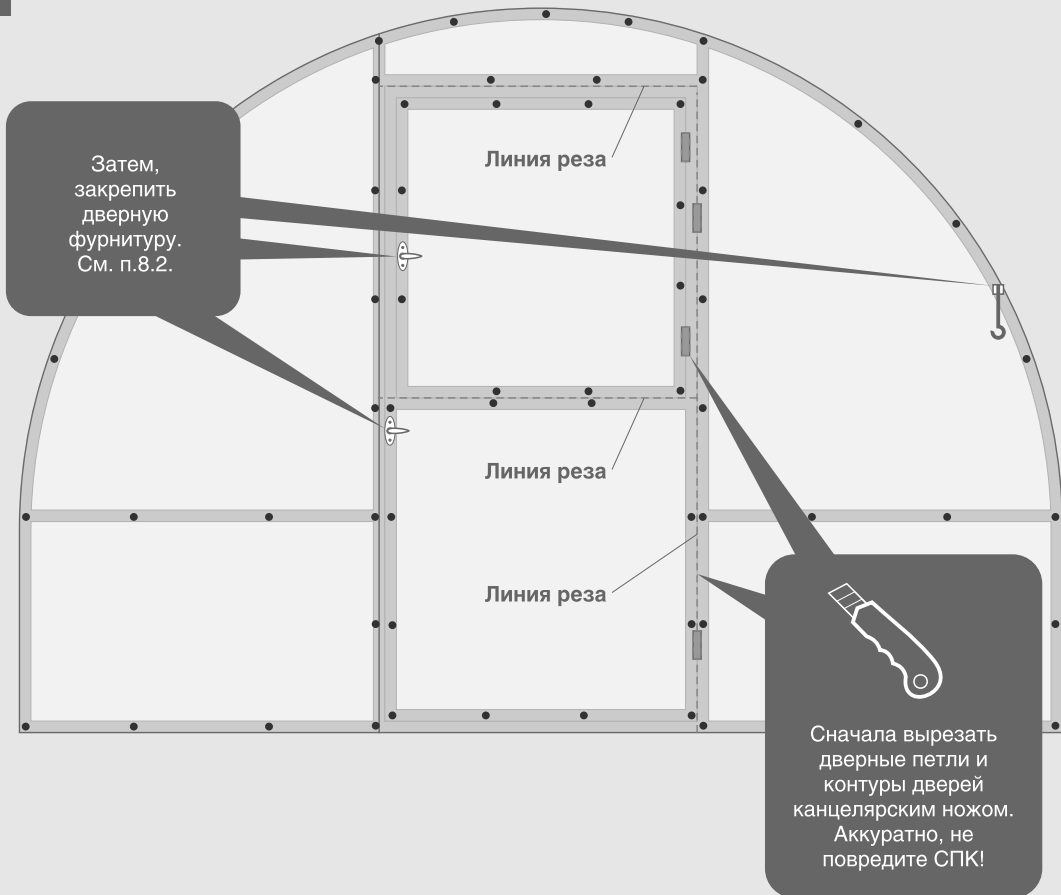 Затем,
закрепить
дверную
фурнитуру.
См. п.8.2.
Линия реза
Линия реза
Линия реза
Сначала вырезать
дверные петли и
контуры дверей
канцелярским ножом.
Аккуратно, не
повредите СПК!